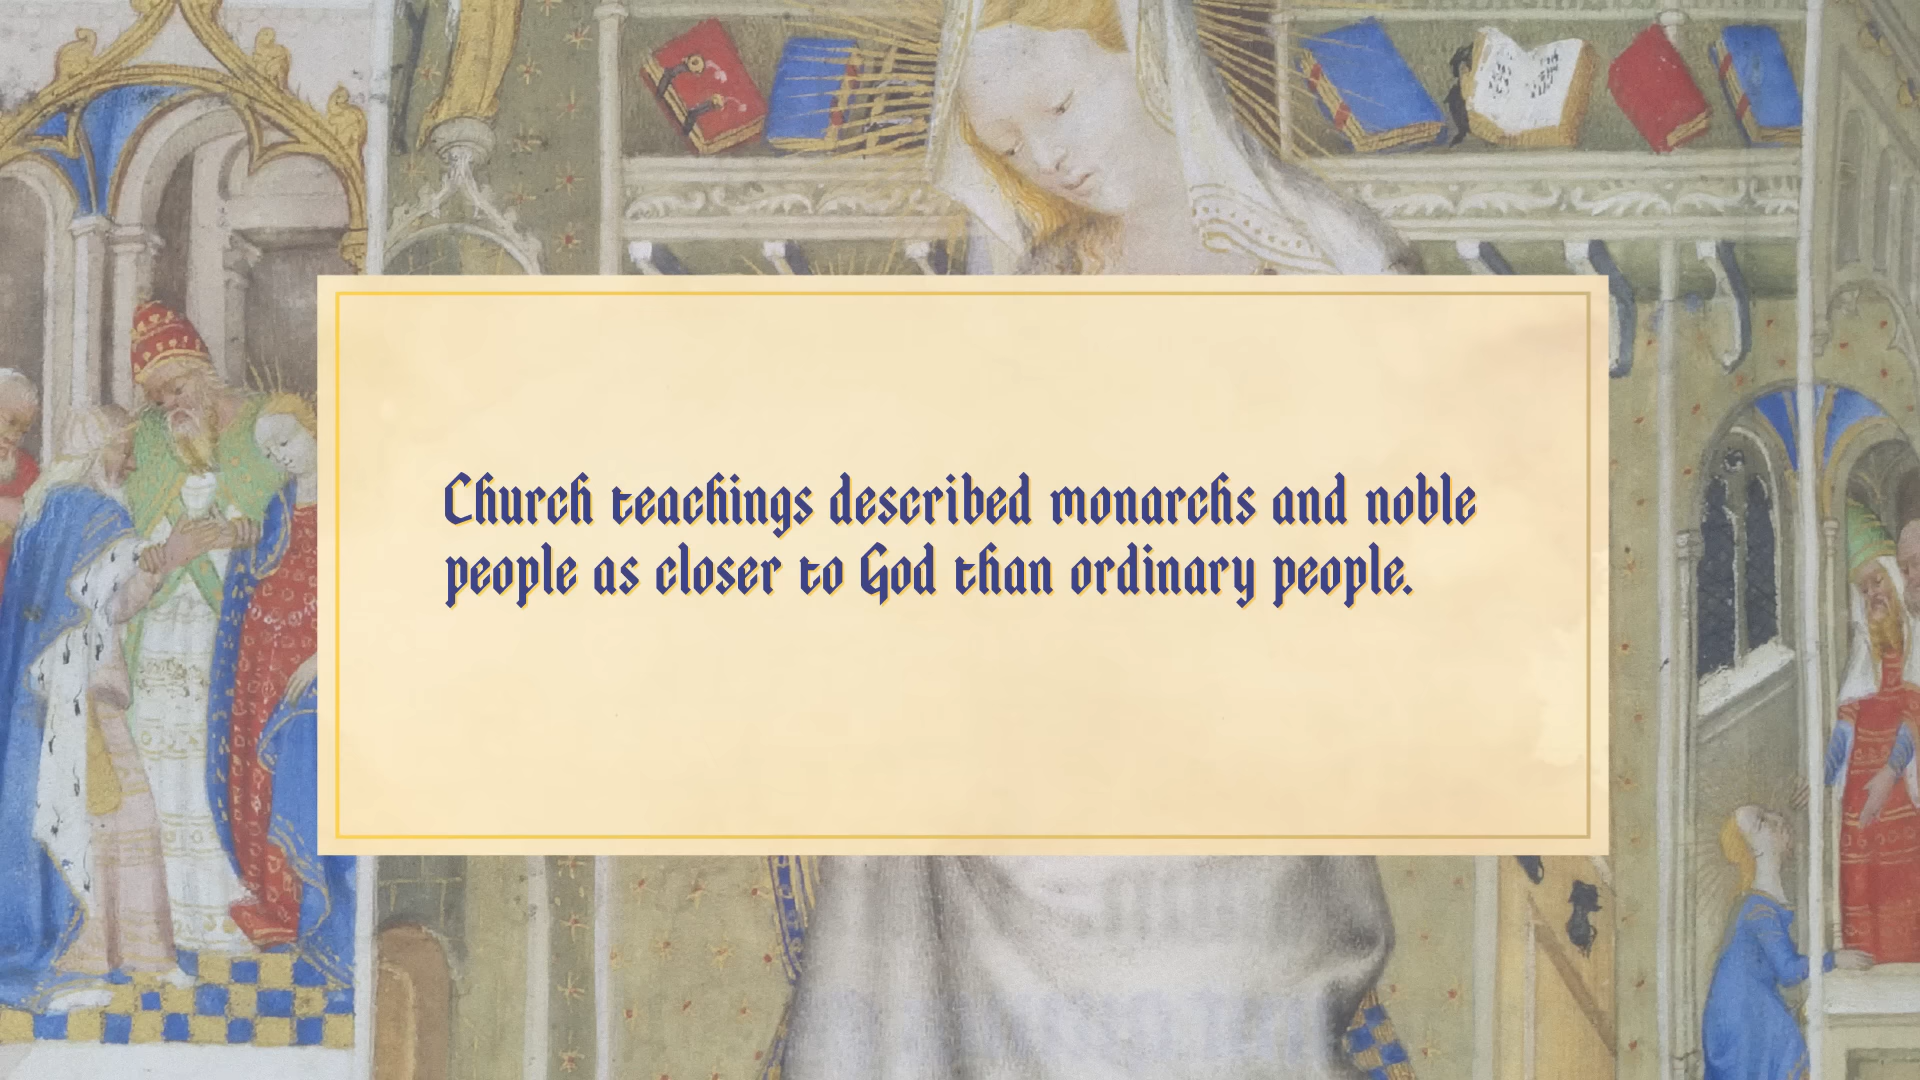 Church teachings described monarchs and noble
people as closer to God than ordinary people.